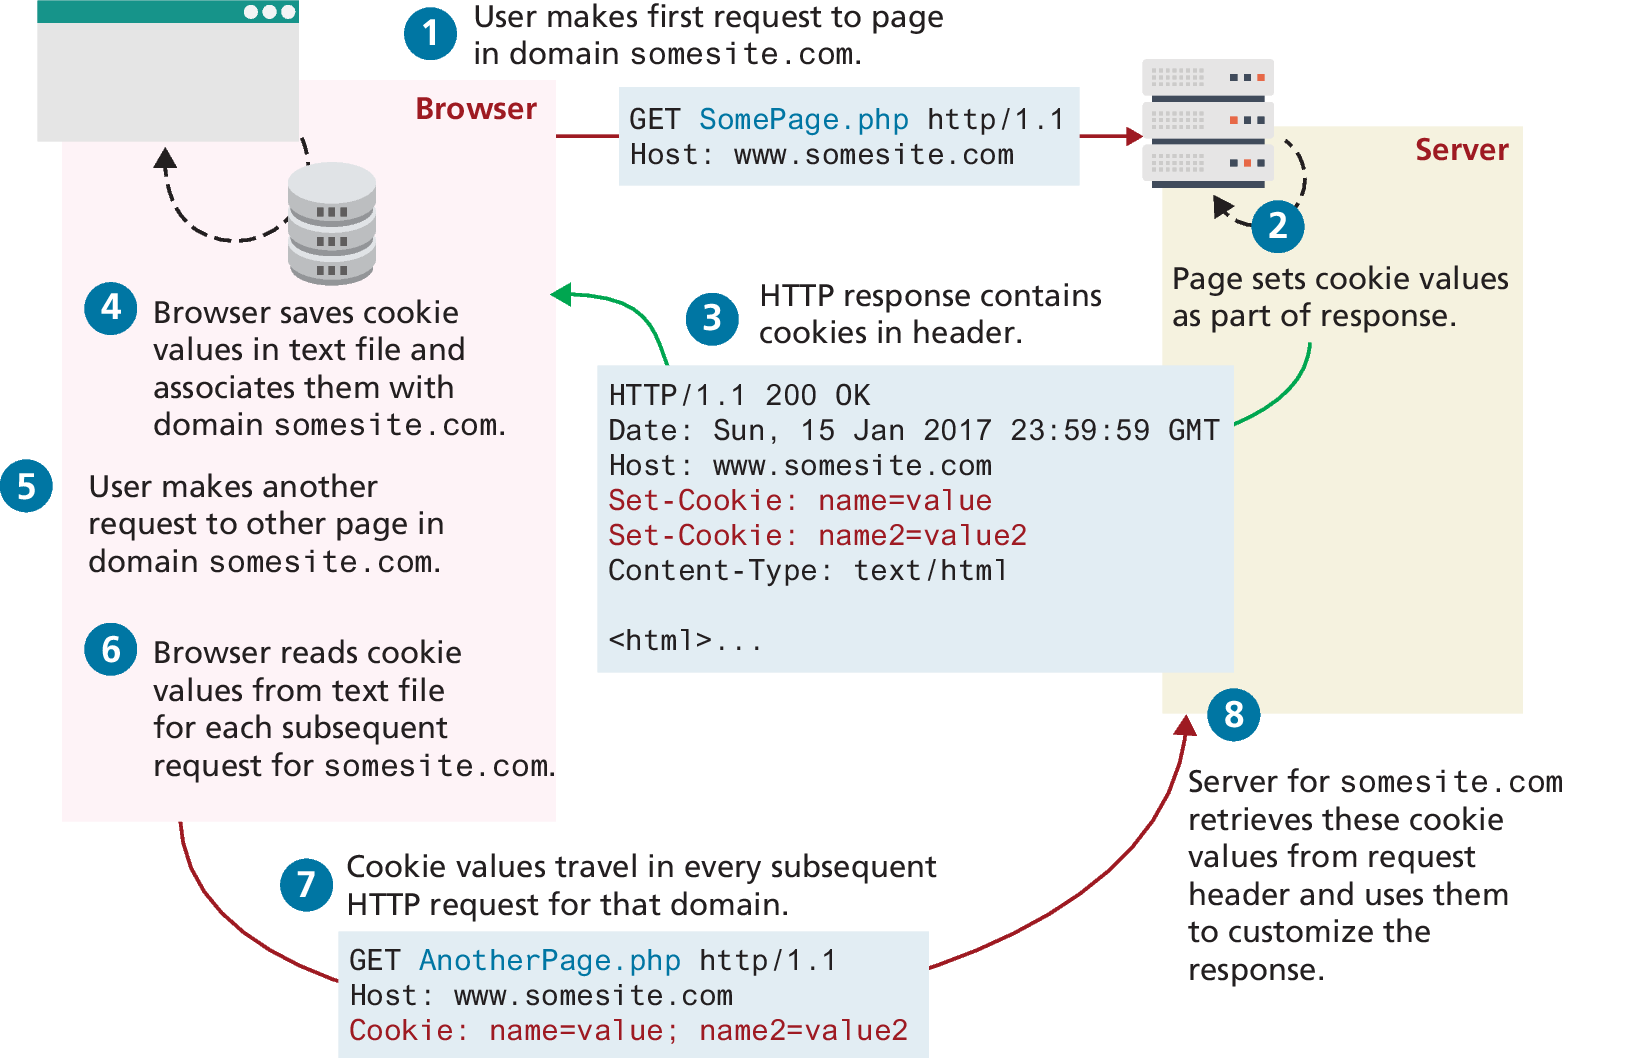 1
User makes first request to page
in domain somesite.com.
Browser
GET SomePage.php http/1.1
Host: www.somesite.com
Server
2
Page sets cookie values
as part of response.
3
HTTP response contains
cookies in header.
HTTP/1.1 200 OK
Date: Sun, 15 Jan 2017 23:59:59 GMT
Host: www.somesite.com
Set-Cookie: name=value
Set-Cookie: name2=value2
Content-Type: text/html
<html>...
4
Browser saves cookie
values in text file and
associates them with
domain somesite.com.
5
User makes another
request to other page in
domain somesite.com.
6
Browser reads cookie
values from text file
for each subsequent
request for somesite.com.
7
Cookie values travel in every subsequent
HTTP request for that domain.
GET AnotherPage.php http/1.1
Host: www.somesite.com
Cookie: name=value; name2=value2
8
Server for somesite.com
retrieves these cookie
values from request
header and uses them
to customize the
response.